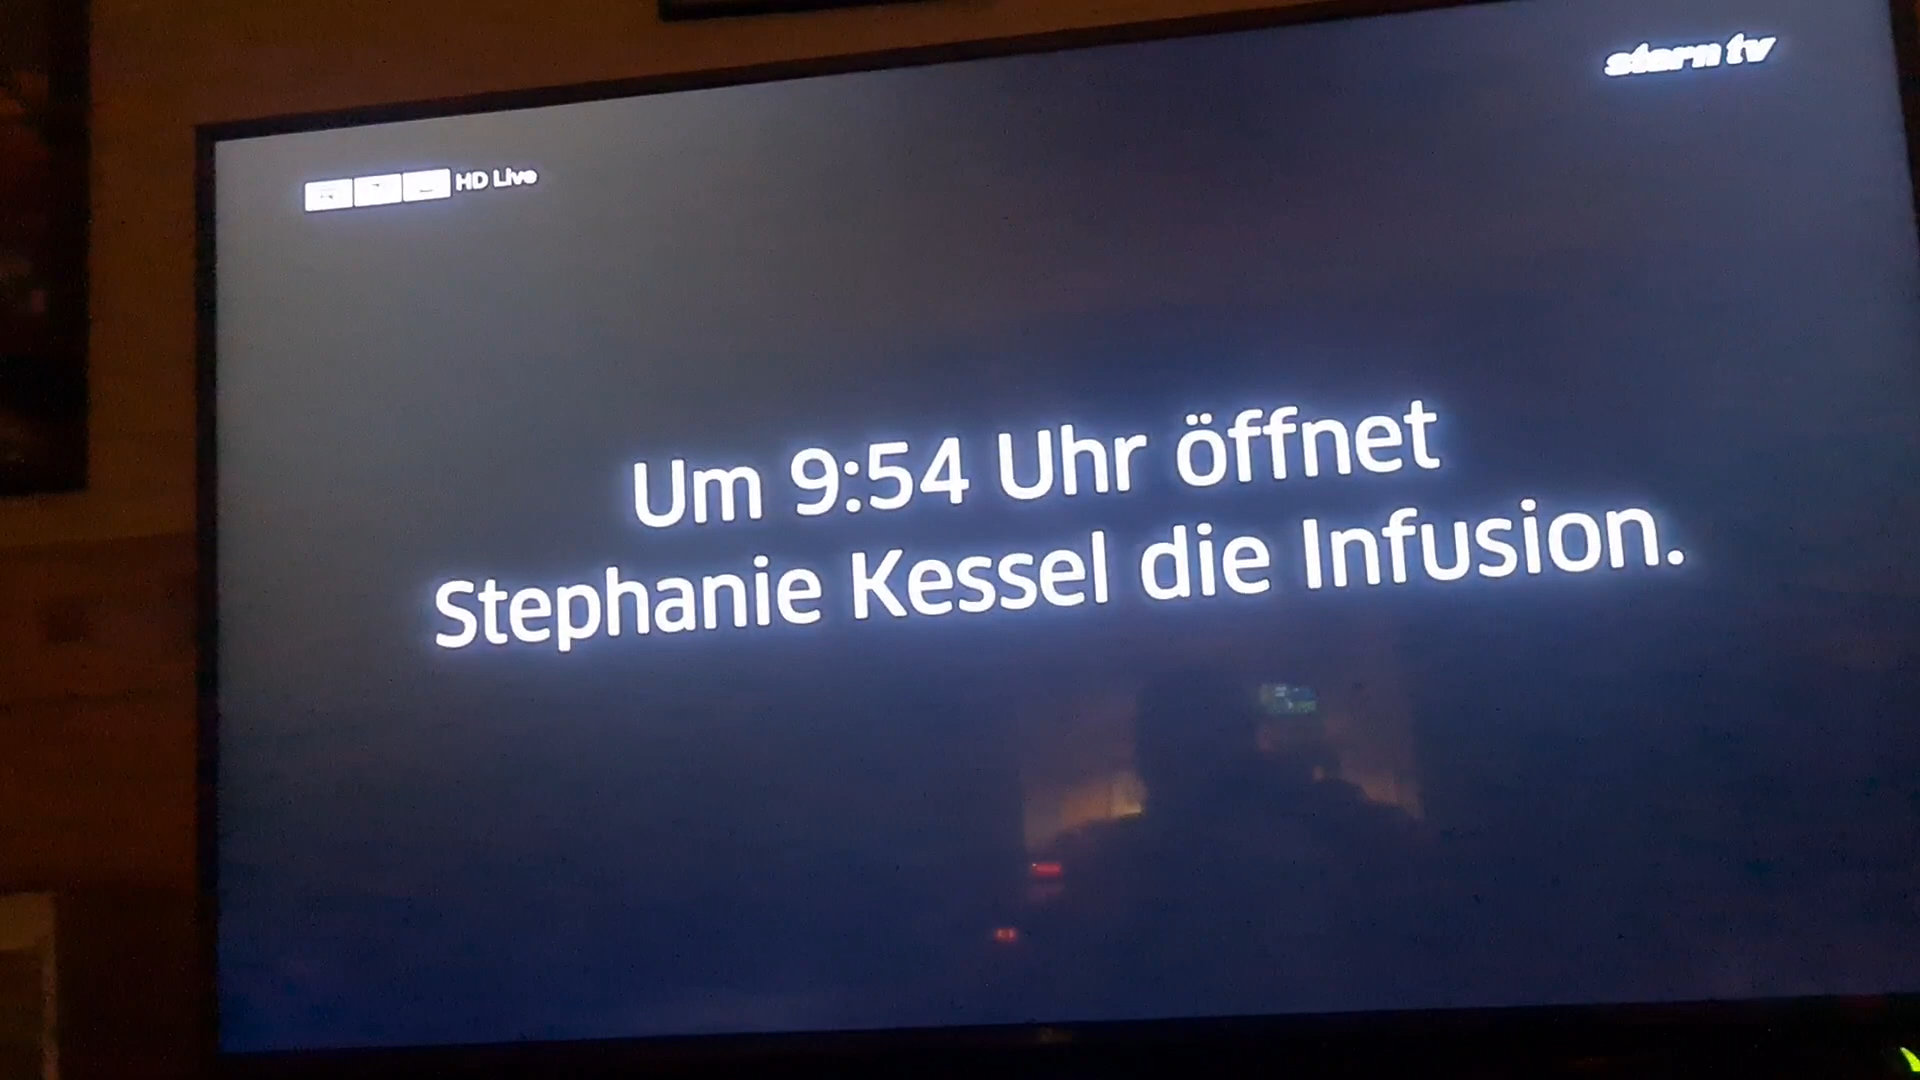 stern tv
HD Live
Um 9:54 Uhr öffnet
Stephanie Kessel die Infusion.